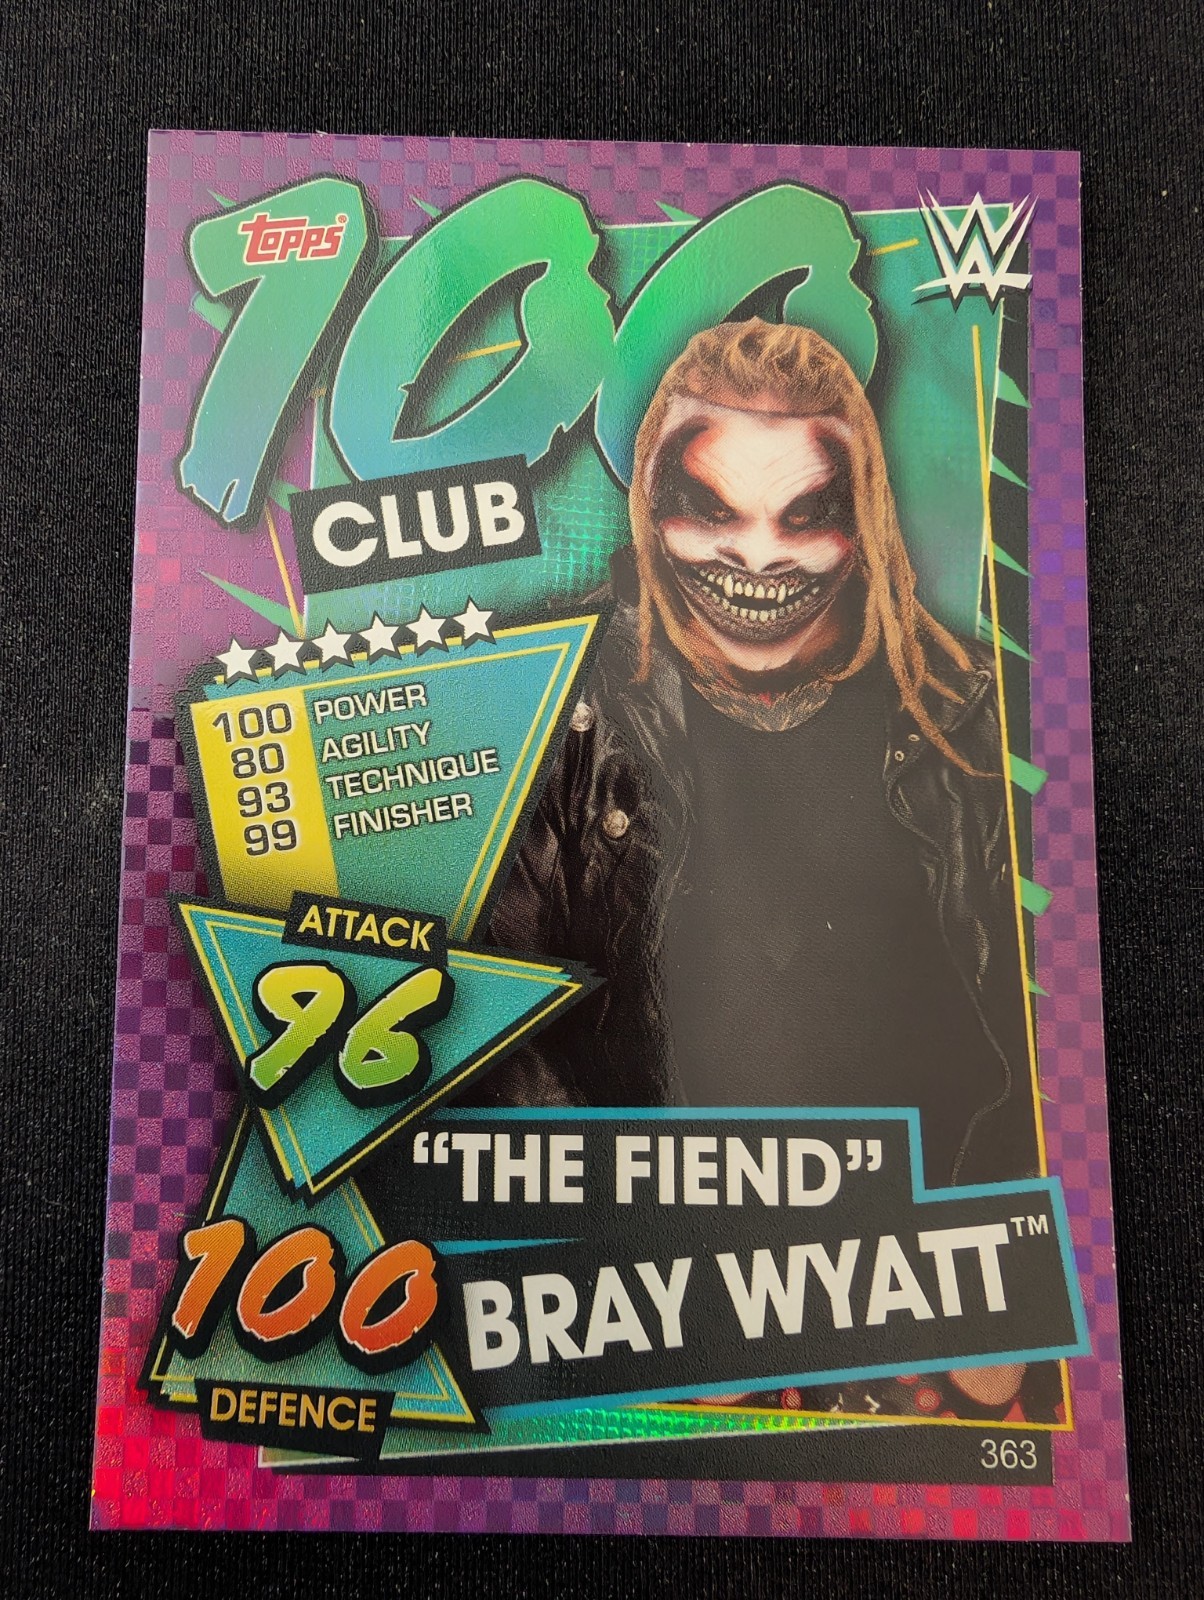 topps®
W
100
CLUB
100 POWER
80 AGILITY
93 TECHNIQUE
99 FINISHER
ATTACK
96
100
DEFENCE
“THE FIEND”
BRAY WYATT™
363